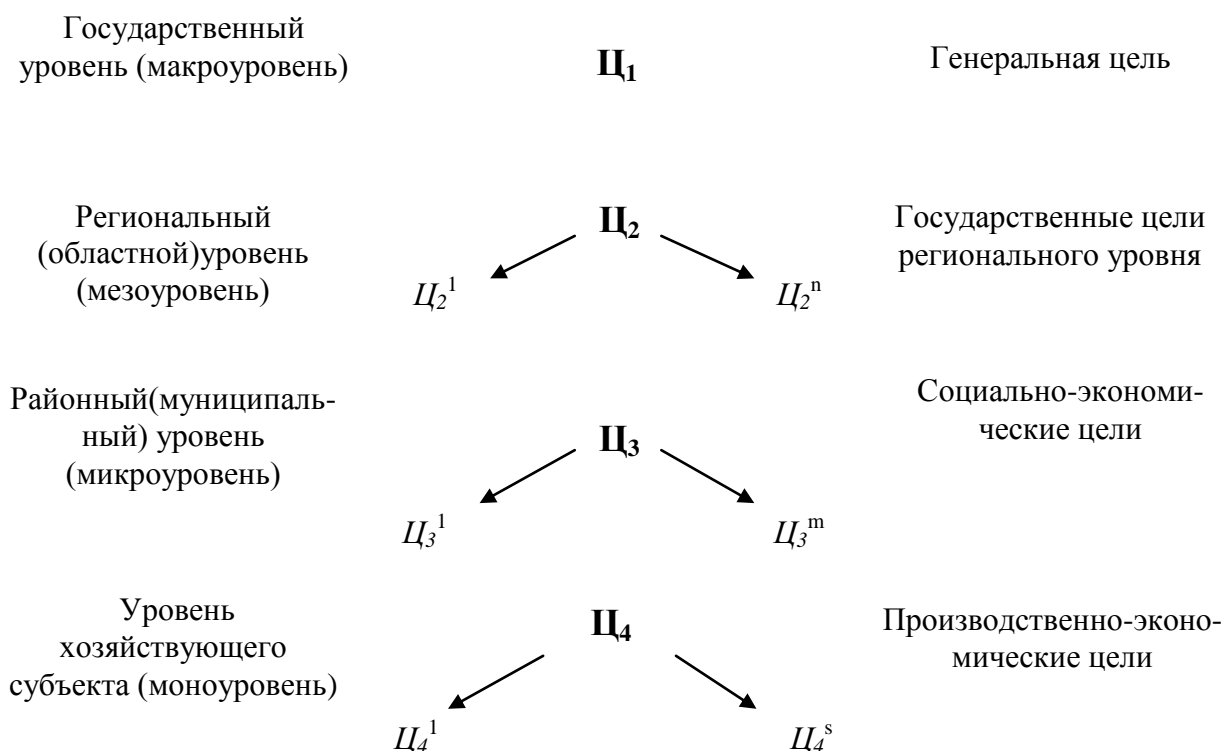 Государственный
уровень (макроуровень)
Ц₁
Генеральная цель
Региональный
(областной)уровень
(мезоуровень)
Ц₂
Государственные цели
регионального уровня
Ц₂¹
Ц₂ⁿ
Районный(муниципаль-
ный) уровень
(микроуровень)
Ц₃
Социально-экономи-
ческие цели
Ц₃¹
Ц₃ᵐ
Уровень
хозяйствующего
субъекта (моноуровень)
Ц₄
Производственно-эконо-
мические цели
Ц₄¹
Ц₄ˢ